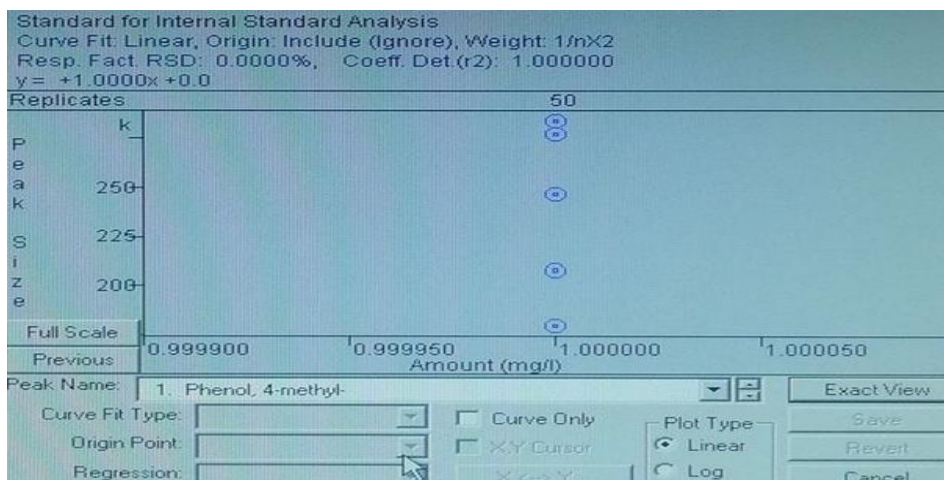 Standard for Internal Standard Analysis
Curve Fit: Linear, Origin: Include (Ignore), Weight: 1/nX2
Resp. Fact. RSD: 0.0000%, Coeff. Det.(r2): 1.000000
y = +1.0000x +0.0
Replicates 50
k
Peak Size
250
225
200
Full Scale
Previous
0.999900 0.999950 1.000000 1.000050
Amount (mg/l)
Peak Name: 1. Phenol, 4-methyl- Exact View
Curve Fit Type: Curve Only Plot Type Save
Origin Point: X,Y Cursor Linear Revert
Regression: X <-> Y Log Cancel